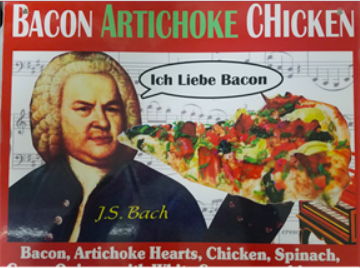 BACON ARTICHOKE CHICKEN
Ich Liebe Bacon
J.S. Bach
Bacon, Artichoke Hearts, Chicken, Spinach,